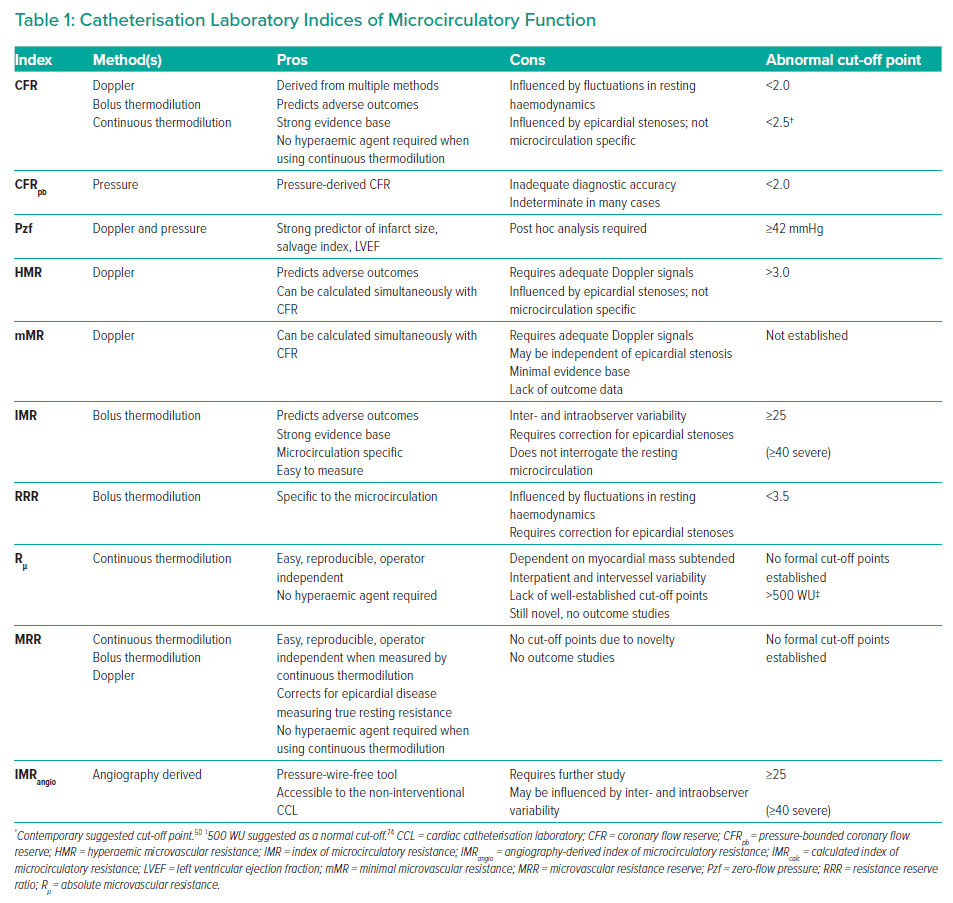 Table 1: Catheterisation Laboratory Indices of Microcirculatory Function
Index Method(s) Pros Cons Abnormal cut-off point
CFR Doppler Derived from multiple methods Influenced by fluctuations in resting <2.0
Bolus thermodilution Predicts adverse outcomes haemodynamics
Continuous thermodilution Strong evidence base Influenced by epicardial stenoses; not <2.5†
No hyperaemic agent required when microcirculation specific
using continuous thermodilution
CFRpb Pressure Pressure-derived CFR Inadequate diagnostic accuracy <2.0
Indeterminate in many cases
Pzf Doppler and pressure Strong predictor of infarct size, Post hoc analysis required ≥42 mmHg
salvage index, LVEF
HMR Doppler Predicts adverse outcomes Requires adequate Doppler signals >3.0
Can be calculated simultaneously with Influenced by epicardial stenoses; not
CFR microcirculation specific
mMR Doppler Can be calculated simultaneously with Requires adequate Doppler signals Not established
CFR May be independent of epicardial stenosis
Minimal evidence base
Lack of outcome data
IMR Bolus thermodilution Predicts adverse outcomes Inter- and intraobserver variability ≥25
Strong evidence base Requires correction for epicardial stenoses
Microcirculation specific Does not interrogate the resting (≥40 severe)
Easy to measure microcirculation
RRR Bolus thermodilution Specific to the microcirculation Influenced by fluctuations in resting <3.5
haemodynamics
Requires correction for epicardial stenoses
Rμ Continuous thermodilution Easy, reproducible, operator Dependent on myocardial mass subtended No formal cut-off points
independent Interpatient and intervessel variability established
No hyperaemic agent required Lack of well-established cut-off points >500 WU‡
Still novel, no outcome studies
MRR Continuous thermodilution Easy, reproducible, operator No cut-off points due to novelty No formal cut-off points
Bolus thermodilution independent when measured by No outcome studies established
Doppler continuous thermodilution
Corrects for epicardial disease
measuring true resting resistance
No hyperaemic agent required when
using continuous thermodilution
IMRangio Angiography derived Pressure-wire-free tool Requires further study ≥25
Accessible to the non-interventional May be influenced by inter- and intraobserver
CCL variability (≥40 severe)
†Contemporary suggested cut-off point.50 ‡500 WU suggested as a normal cut-off.74 CCL = cardiac catheterisation laboratory; CFR = coronary flow reserve; CFRpb = pressure-bounded coronary flow
reserve; HMR = hyperaemic microvascular resistance; IMR = index of microcirculatory resistance; IMRangio = angiography-derived index of microcirculatory resistance; IMRcalc = calculated index of
microcirculatory resistance; LVEF = left ventricular ejection fraction; mMR = minimal microvascular resistance; MRR = microvascular resistance reserve; Pzf = zero-flow pressure; RRR = resistance reserve
ratio; Rμ = absolute microvascular resistance.